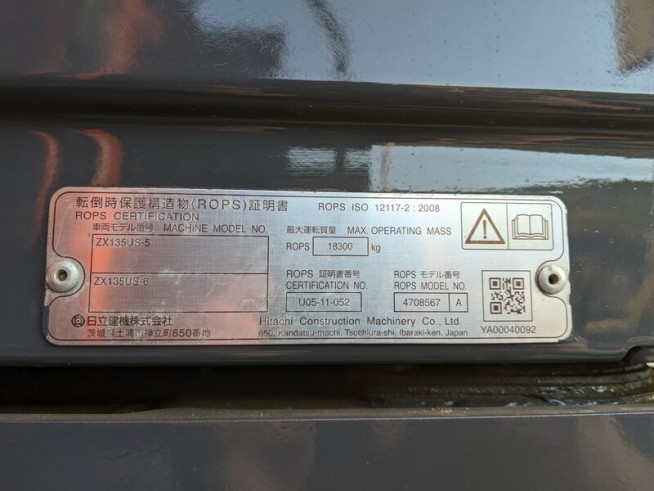 転倒時保護構造物(ROPS)証明書 ROPS ISO 12117-2 : 2008
ROPS CERTIFICATION
車両モデル番号 MACHINE MODEL NO.
ZX135US-5
ZX135US-6
最大運転質量 MAX. OPERATING MASS
ROPS 18300 kg
ROPS 証明書番号
CERTIFICATION NO.
U05-11-052
ROPS モデル番号
ROPS MODEL NO.
4708567 A
YA00040092
日立建機株式会社
茨城県土浦市神立町650番地
Hitachi Construction Machinery Co., Ltd.
650, Kandatsu-machi, Tsuchiura-shi, Ibaraki-ken, Japan